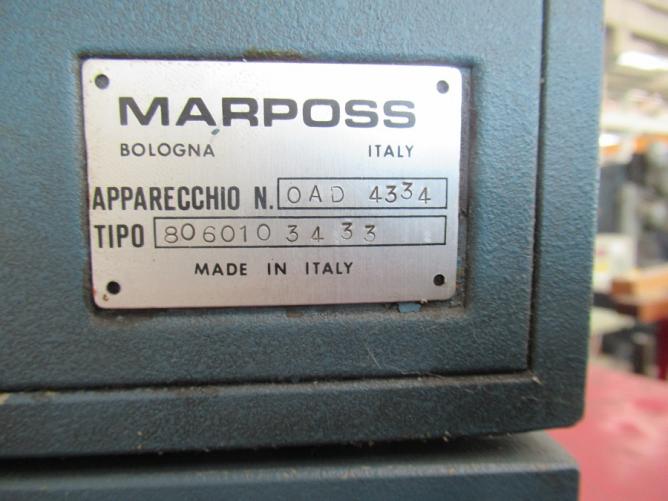 MARPOSS
BOLOGNA ITALY
APPARECCHIO N. OAD 4334
TIPO 8060103433
MADE IN ITALY